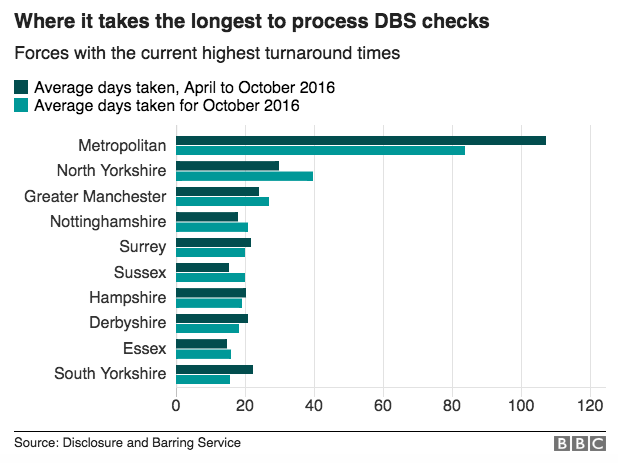 Where it takes the longest to process DBS checks
Forces with the current highest turnaround times
Average days taken, April to October 2016
Average days taken for October 2016
Metropolitan
North Yorkshire
Greater Manchester
Nottinghamshire
Surrey
Sussex
Hampshire
Derbyshire
Essex
South Yorkshire
0 20 40 60 80 100 120
Source: Disclosure and Barring Service
BBC